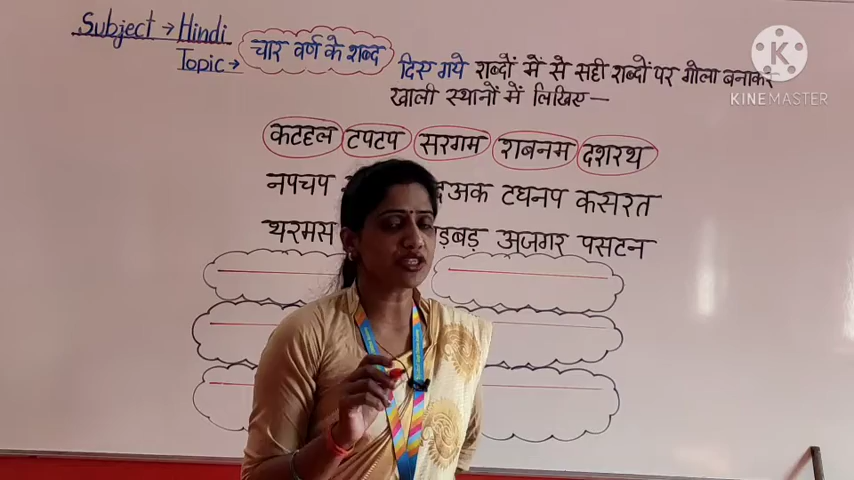 Subject → Hindi
Topic → चार वर्ण के शब्द
दिए गये शब्दों में से सही शब्दों पर गोला बनाकर
खाली स्थानों में लिखिए —
कटहल टपटप सरगम शबनम दशरथ
नपचप अक टघनप कसरत
थरमस ड़बड़ अजगर पसटन
K
KINEMASTER